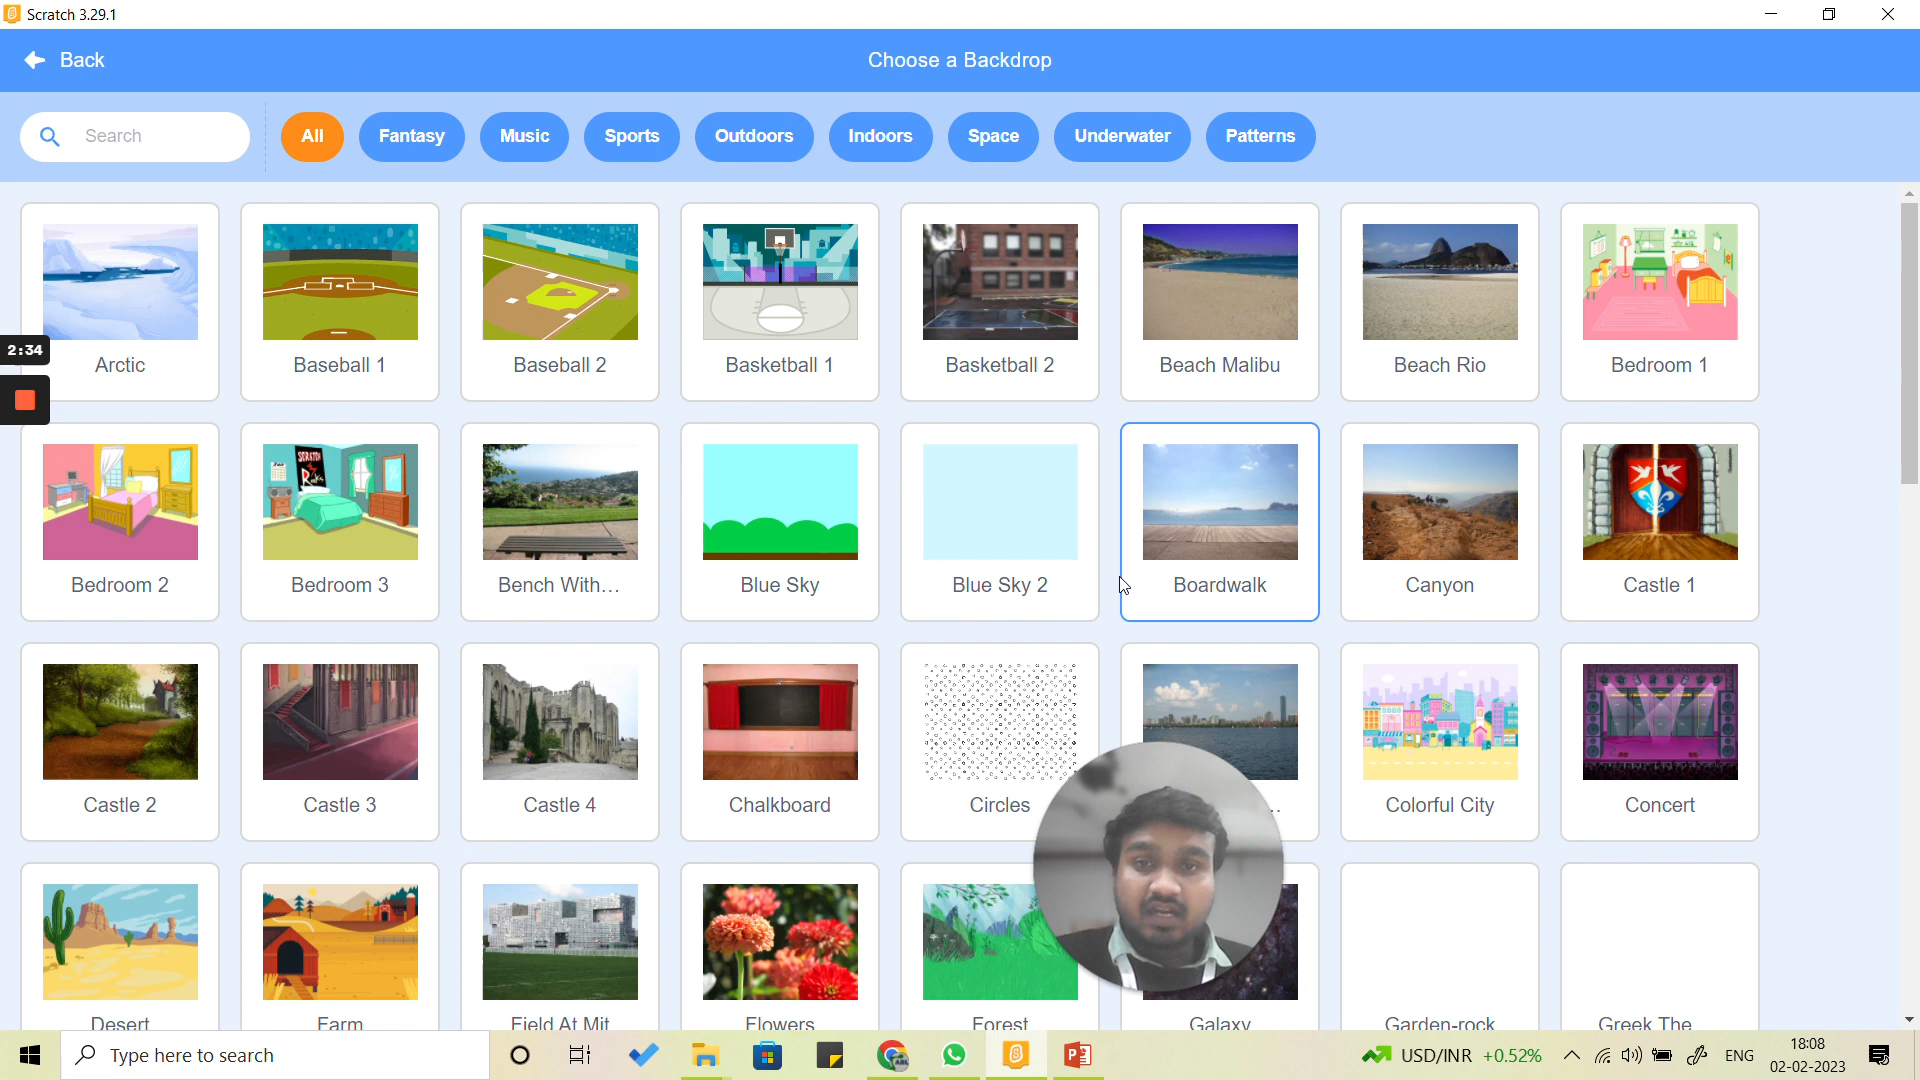 Scratch 3.29.1
Back
Choose a Backdrop
Search
All
Fantasy
Music
Sports
Outdoors
Indoors
Space
Underwater
Patterns
Arctic
Baseball 1
Baseball 2
Basketball 1
Basketball 2
Beach Malibu
Beach Rio
Bedroom 1
2:34
Bedroom 2
Bedroom 3
Bench With...
Blue Sky
Blue Sky 2
Boardwalk
Canyon
Castle 1
SCRATCH
Rocks
Castle 2
Castle 3
Castle 4
Chalkboard
Circles
Colorful City
Concert
Desert
Farm
Field At Mit
Flowers
Forest
Galaxy
Garden-rock
Greek The
Type here to search
USD/INR +0.52%
ENG
18:08
02-02-2023